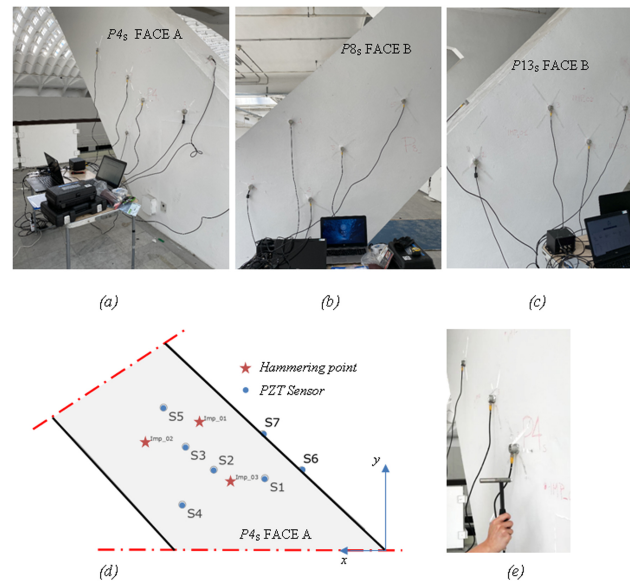 P4s FACE A
P8s FACE B
P13s FACE B
(a)
(b)
(c)
Hammering point
PZT Sensor
S5
Imp_01
S7
Imp_02
S3
S2
S6
Imp_03
S1
S4
y
P4s FACE A
x
(d)
(e)